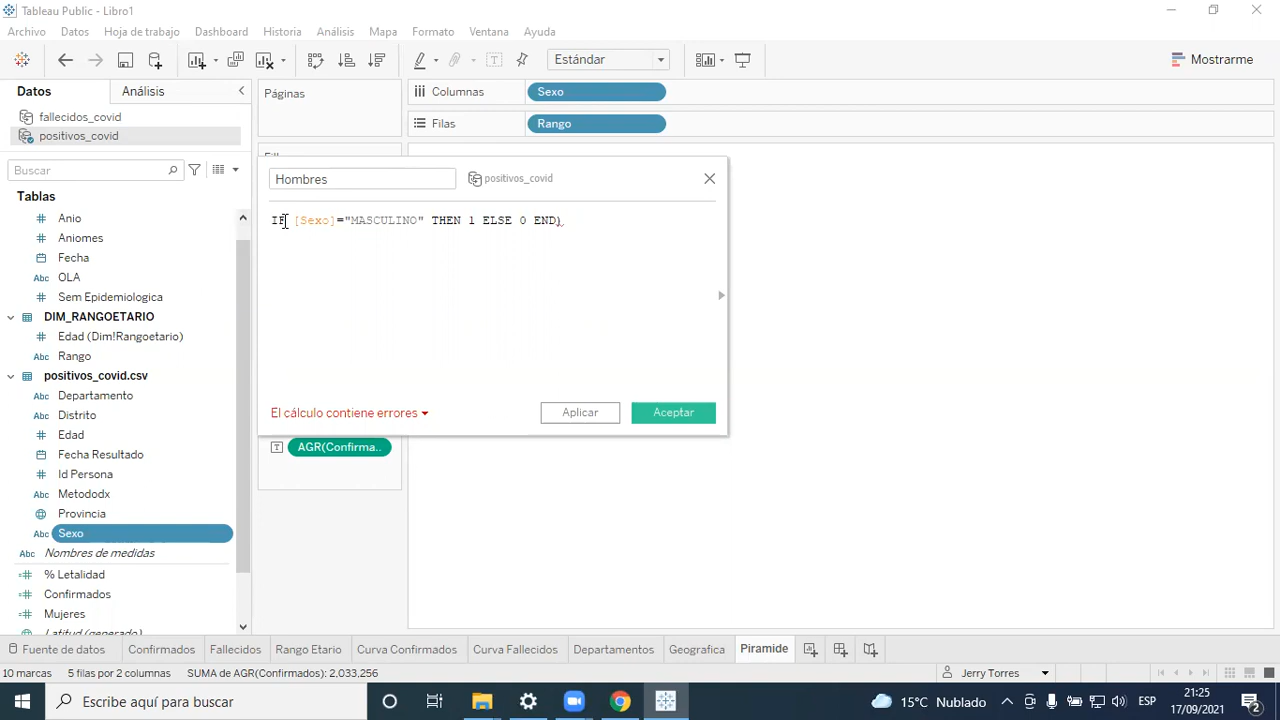 Tableau Public - Libro1
Archivo Datos Hoja de trabajo Dashboard Historia Análisis Mapa Formato Ventana Ayuda
Estándar
Mostrarme
Datos Análisis
Páginas
Columnas Sexo
fallecidos_covid
positivos_covid
Filas Rango
Buscar
Tablas
Hombres positivos_covid
IF [Sexo]="MASCULINO" THEN 1 ELSE 0 END)
Anio
Aniomes
Fecha
OLA
Sem Epidemiologica
DIM_RANGOETARIO
Edad (Dim!Rangoetario)
Rango
positivos_covid.csv
Departamento
Distrito
Edad
Fecha Resultado
Id Persona
Metododx
Provincia
Sexo
Nombres de medidas
% Letalidad
Confirmados
Mujeres
Latitud (generado)
El cálculo contiene errores Aplicar Aceptar
AGR(Confirma..
Fuente de datos Confirmados Fallecidos Rango Etario Curva Confirmados Curva Fallecidos Departamentos Geografica Piramide
10 marcas 5 filas por 2 columnas SUMA de AGR(Confirmados): 2,033,256 Jerry Torres
Escribe aquí para buscar
15°C Nublado ESP
21:25
17/09/2021
2